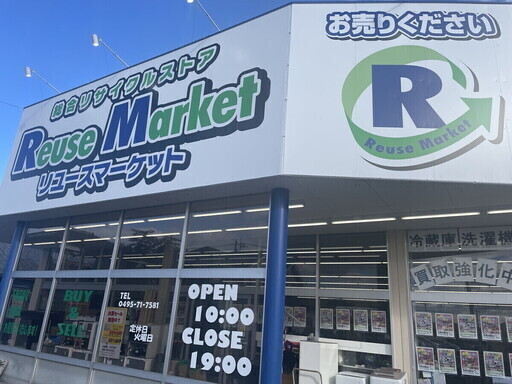 総合リサイクルストア
Reuse Market
リユースマーケット
お売りください
R
Reuse Market
冷蔵庫 洗濯機
買取強化中
BUY
&
SELL
TEL
0495-71-7581
定休日
火曜日
OPEN
10:00
CLOSE
19:00